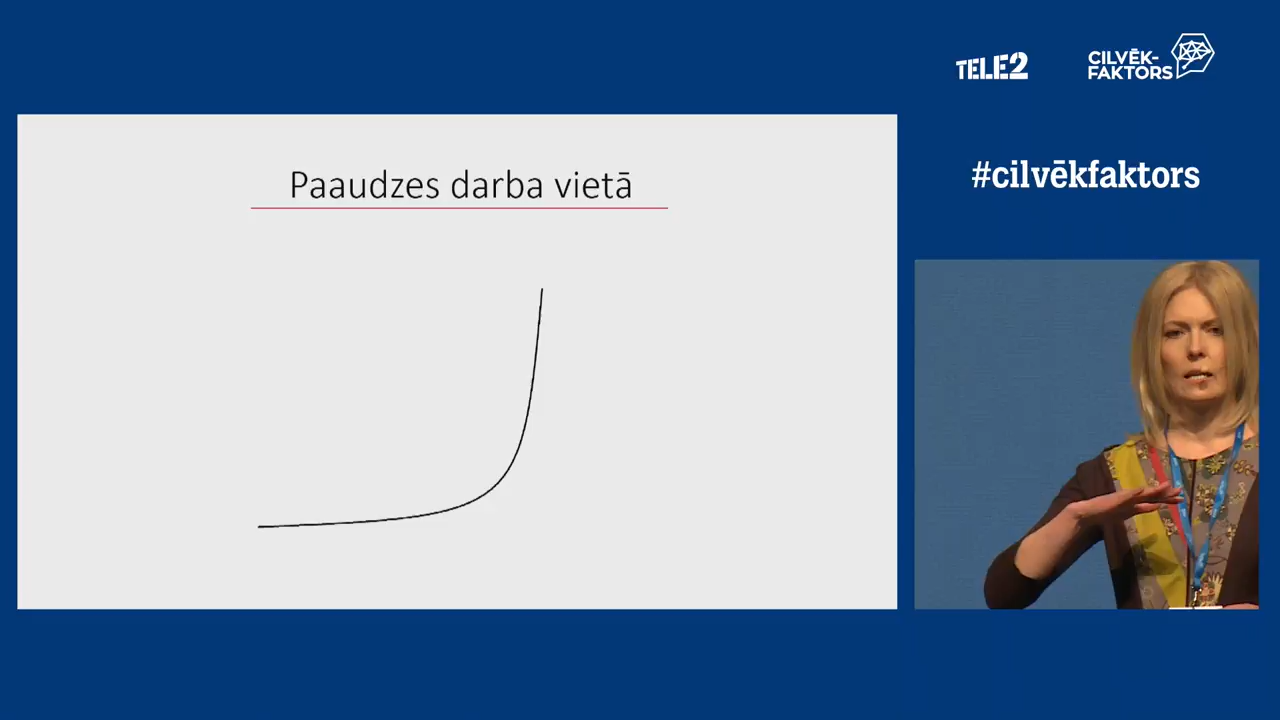 TELE2
CILVĒK-
FAKTORS
#cilvēkfaktors
Paaudzes darba vietā